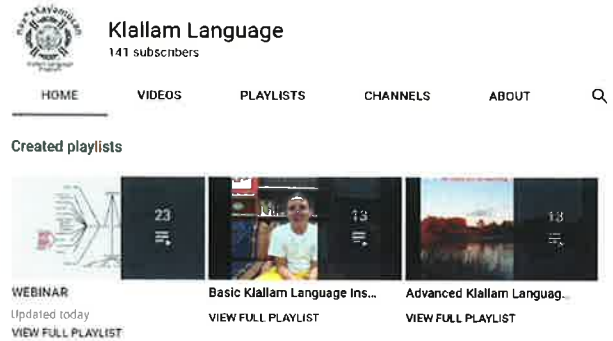 Klallam Language
141 subscribers
HOME VIDEOS PLAYLISTS CHANNELS ABOUT
Created playlists
23 13 13
WEBINAR Basic Klallam Language Ins... Advanced Klallam Languag...
Updated today
VIEW FULL PLAYLIST VIEW FULL PLAYLIST VIEW FULL PLAYLIST